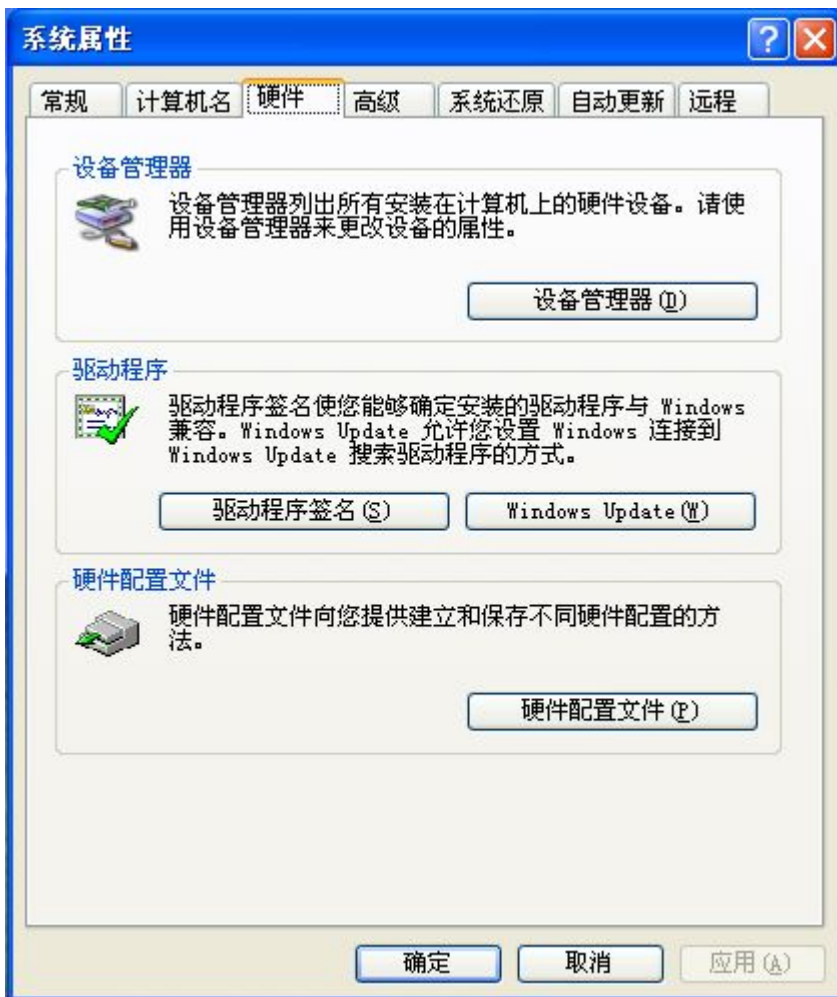 系统属性
常规 计算机名 硬件 高级 系统还原 自动更新 远程
设备管理器
设备管理器列出所有安装在计算机上的硬件设备。请使
用设备管理器来更改设备的属性。
设备管理器(D)
驱动程序
驱动程序签名使您能够确定安装的驱动程序与 Windows
兼容。Windows Update 允许您设置 Windows 连接到
Windows Update 搜索驱动程序的方式。
驱动程序签名(S) Windows Update(W)
硬件配置文件
硬件配置文件向您提供建立和保存不同硬件配置的方
法。
硬件配置文件(P)
确定 取消 应用(A)